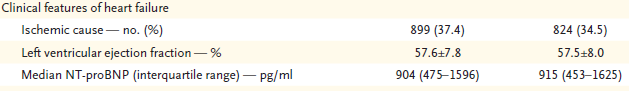 Clinical features of heart failure
Ischemic cause — no. (%) 899 (37.4) 824 (34.5)
Left ventricular ejection fraction — % 57.6±7.8 57.5±8.0
Median NT-proBNP (interquartile range) — pg/ml 904 (475–1596) 915 (453–1625)